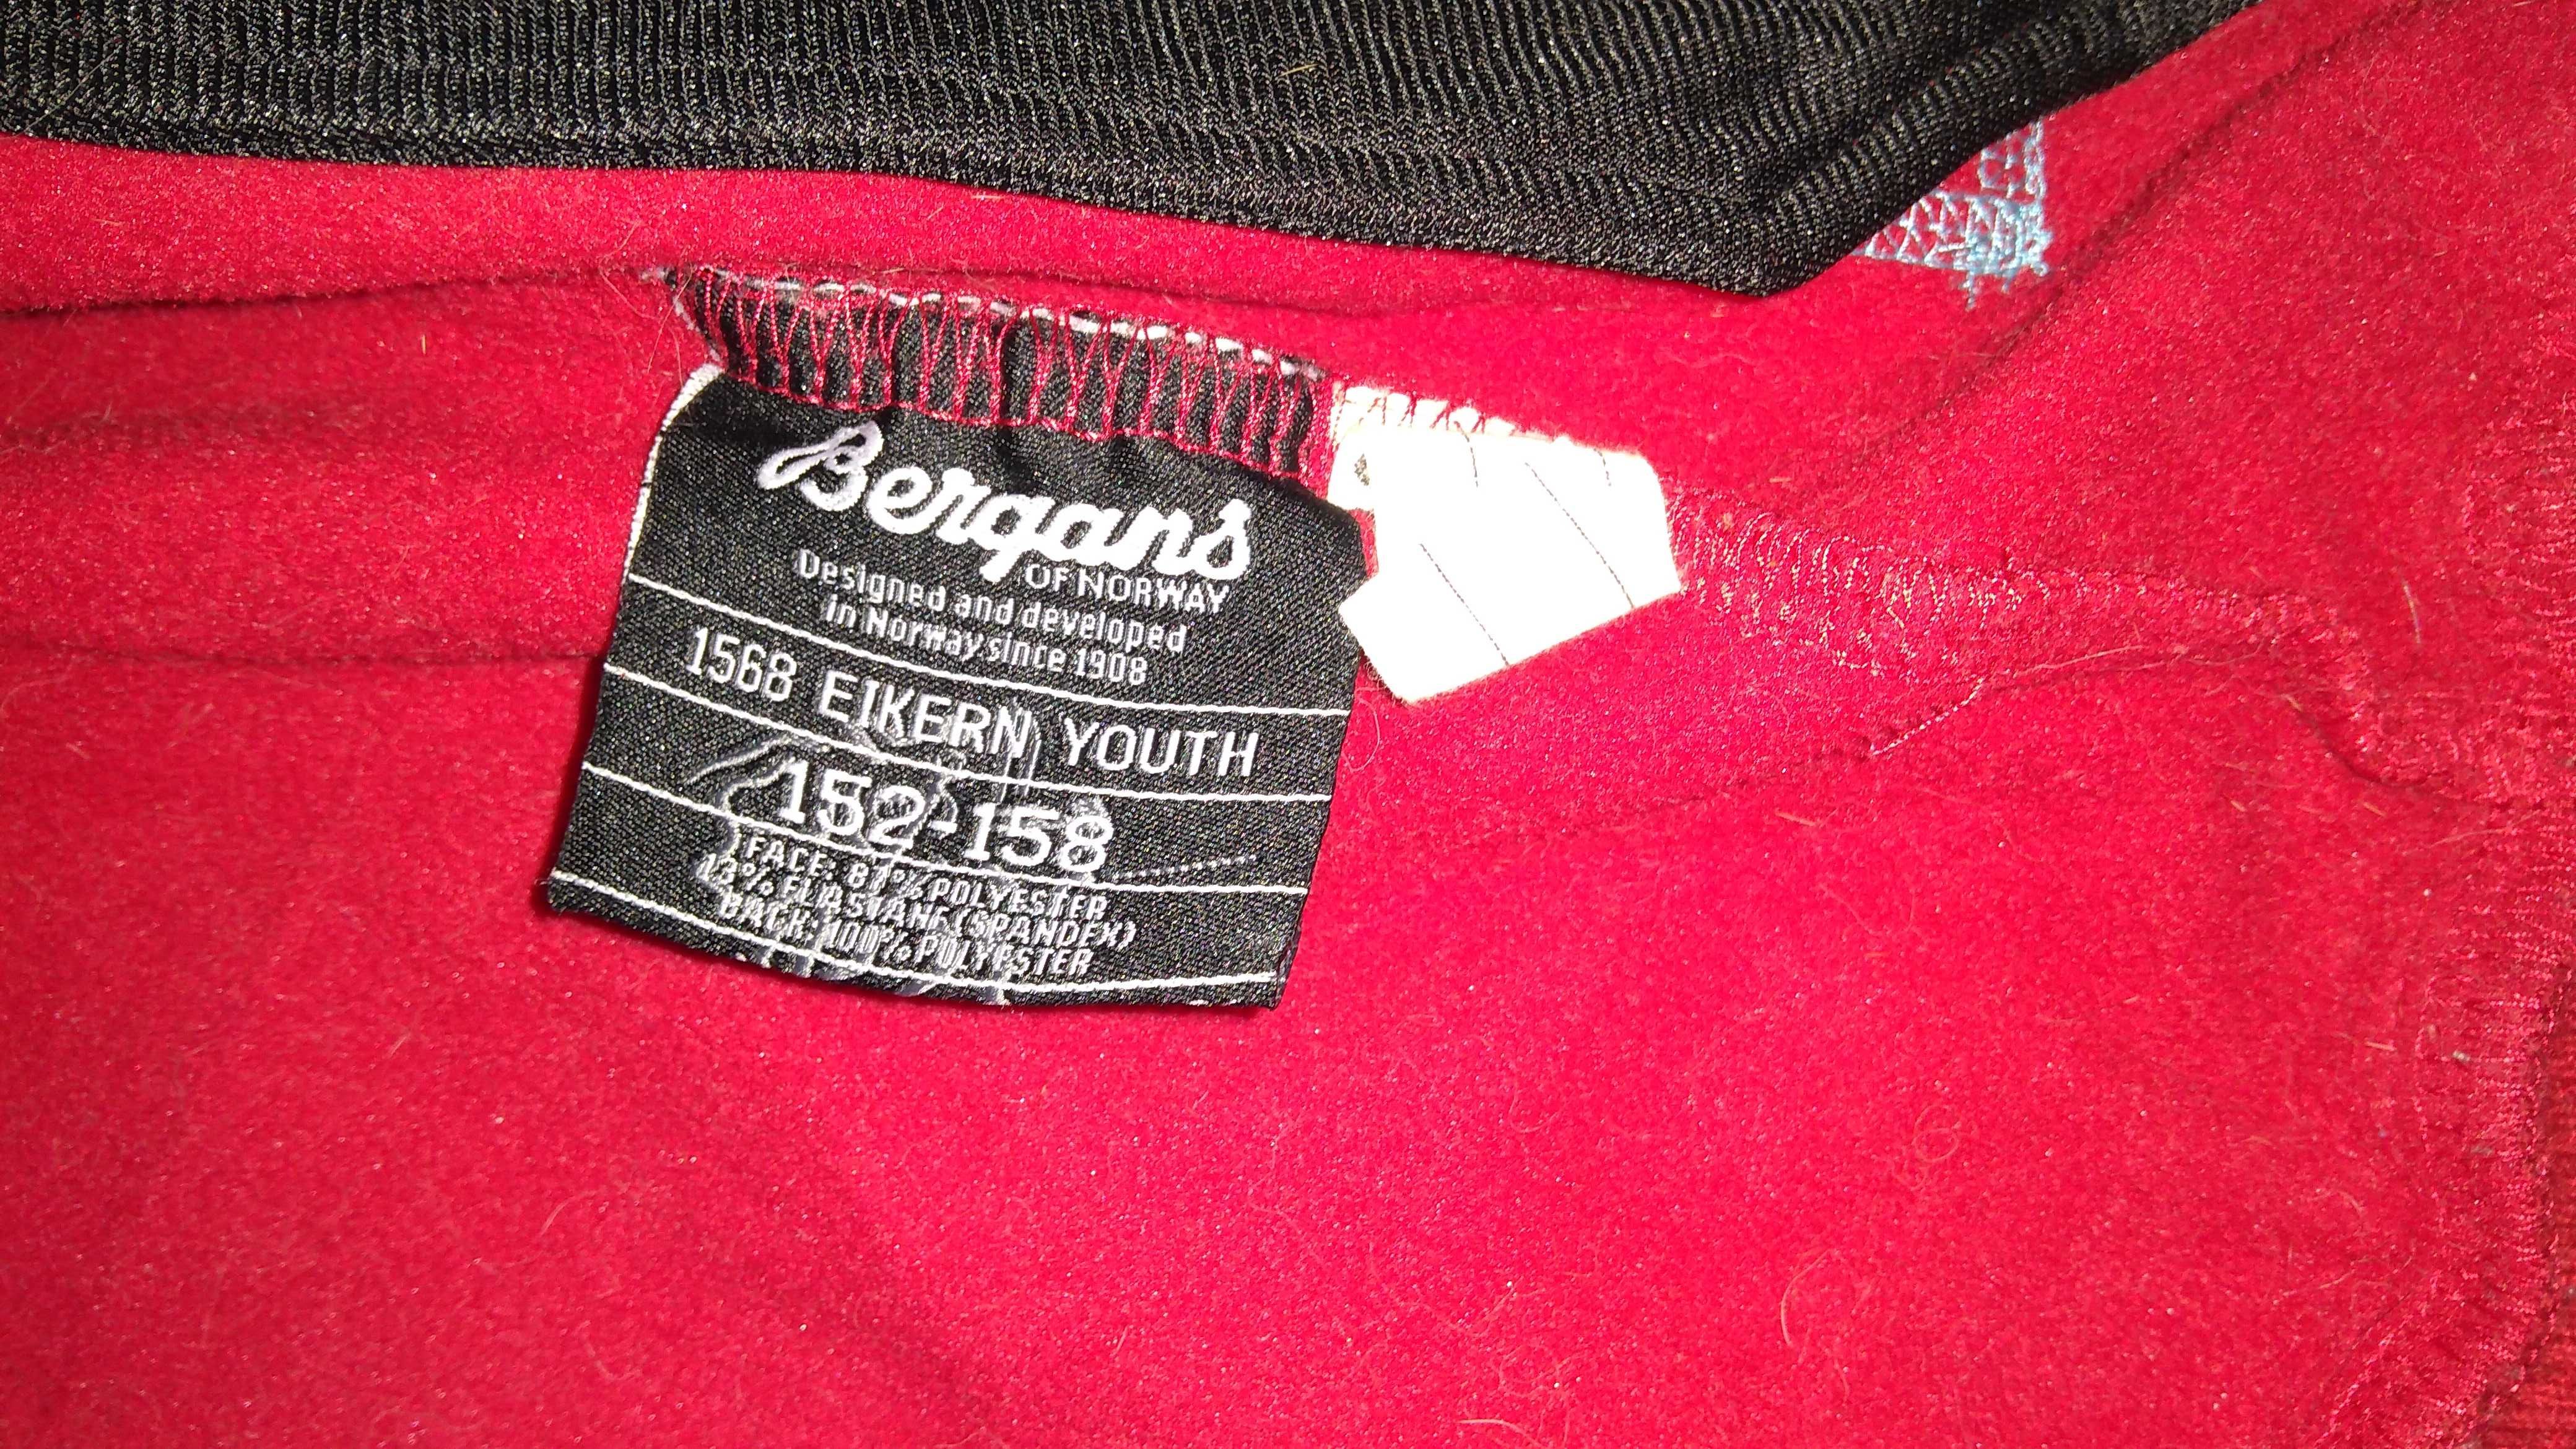 Bergans
OF NORWAY
Designed and developed
in Norway since 1908
1568 EIKERN YOUTH
152-158
FACE: 87% POLYESTER
13% ELASTANE (SPANDEX)
BACK: 100% POLYESTER